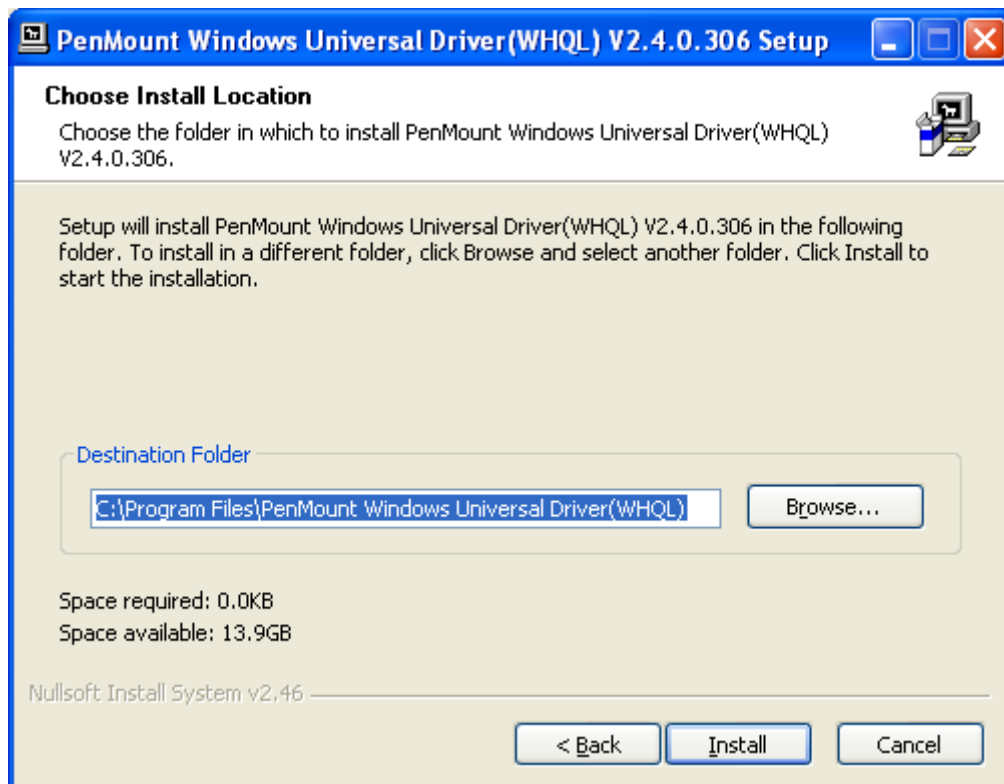 PenMount Windows Universal Driver(WHQL) V2.4.0.306 Setup
Choose Install Location
Choose the folder in which to install PenMount Windows Universal Driver(WHQL)
V2.4.0.306.
Setup will install PenMount Windows Universal Driver(WHQL) V2.4.0.306 in the following
folder. To install in a different folder, click Browse and select another folder. Click Install to
start the installation.
Destination Folder
C:\Program Files\PenMount Windows Universal Driver(WHQL)
Browse...
Space required: 0.0KB
Space available: 13.9GB
Nullsoft Install System v2.46
< Back
Install
Cancel